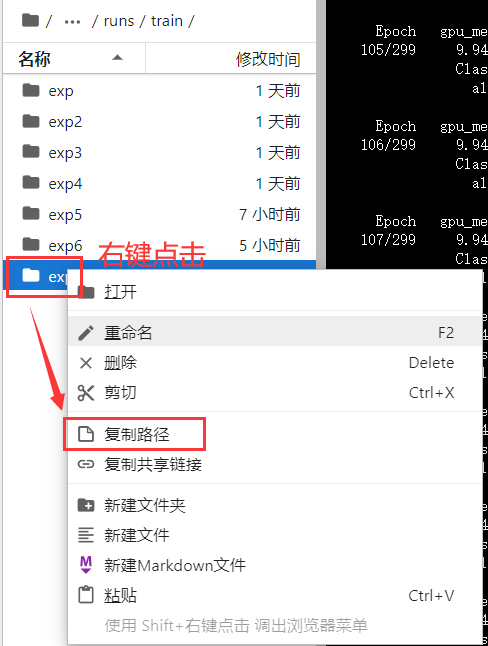 / ··· / runs / train /
名称 修改时间
exp 1 天前
exp2 1 天前
exp3 1 天前
exp4 1 天前
exp5 7 小时前
exp6 5 小时前
exp
右键点击
打开
重命名 F2
删除 Delete
剪切 Ctrl+X
复制路径
复制共享链接
新建文件夹
新建文件
新建Markdown文件
粘贴 Ctrl+V
使用 Shift+右键点击 调出浏览器菜单
Epoch gpu_me
105/299 9.94
Clas
al
Epoch gpu_me
106/299 9.94
Clas
al
Epoch gpu_me
107/299 9.94
Clas